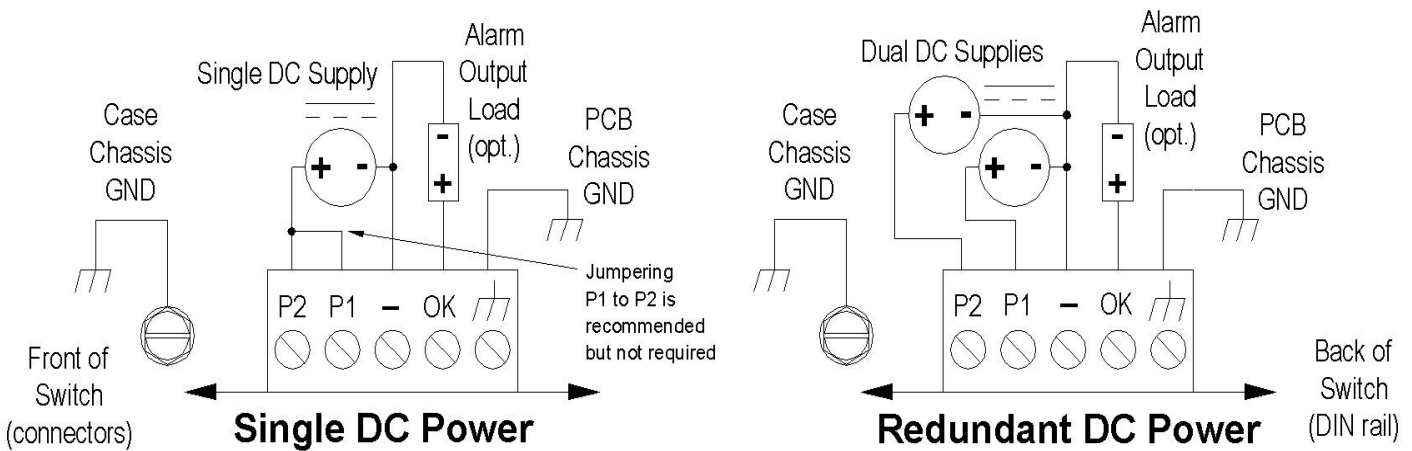 Single DC Supply
Alarm
Output
Load
(opt.)
Case
Chassis
GND
PCB
Chassis
GND
+ -
-
+
Jumpering
P1 to P2 is
recommended
but not required
P2 P1 – OK
Front of
Switch
(connectors)
Single DC Power
Dual DC Supplies
Alarm
Output
Load
(opt.)
Case
Chassis
GND
PCB
Chassis
GND
+ -
+ -
-
+
P2 P1 – OK
Back of
Switch
(DIN rail)
Redundant DC Power